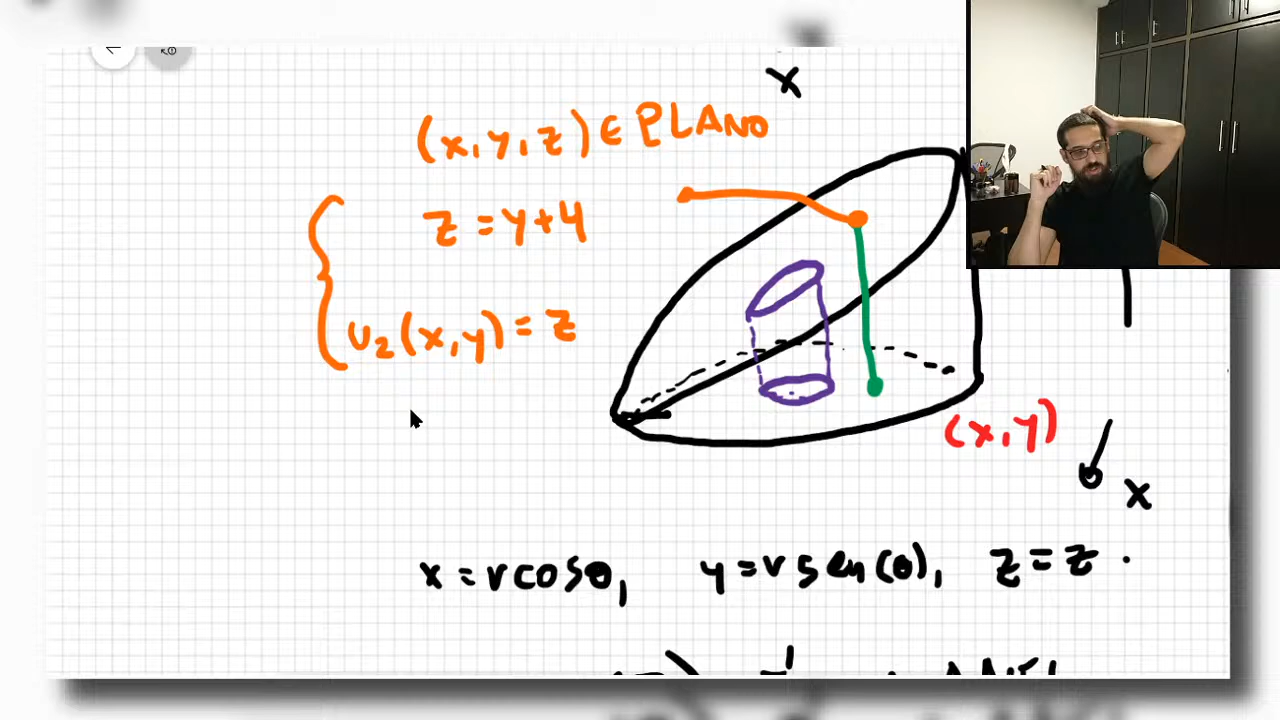 x
(x,y,z) ∈ PLANO
z = y+4
u₂(x,y) = z
(x,y)
x
x = r cos θ, y = r sen(θ), z = z.